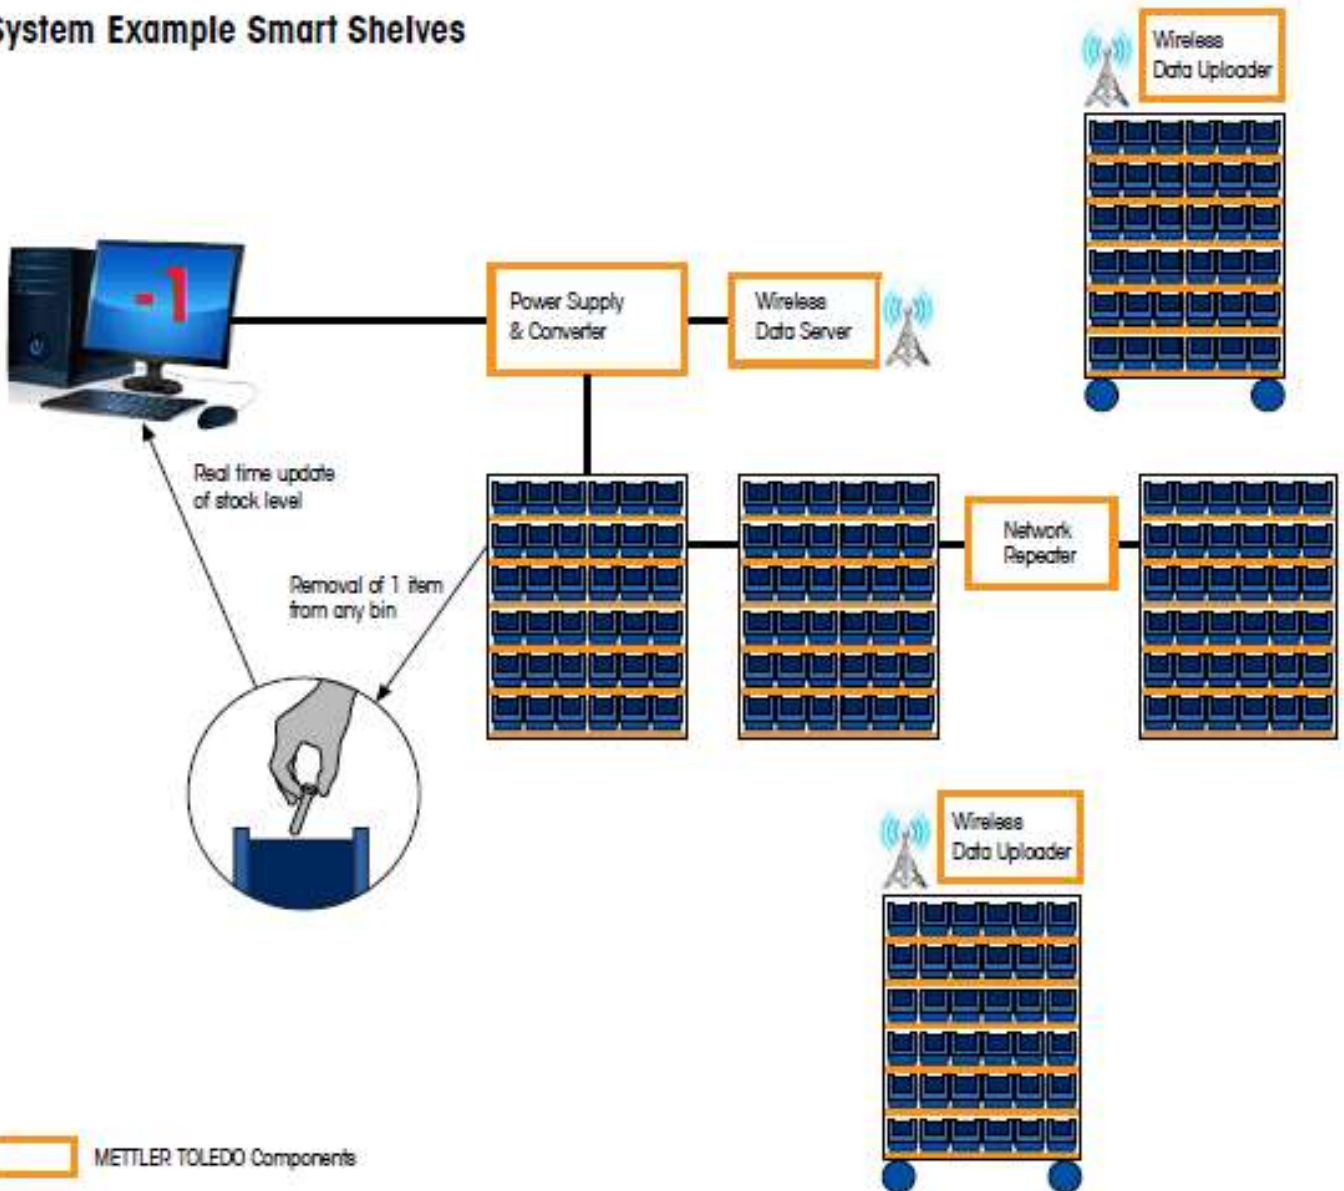 System Example Smart Shelves
Wireless
Data Uploader
-1
Power Supply
& Converter
Wireless
Data Server
Real time update
of stock level
Removal of 1 item
from any bin
Network
Repeater
Wireless
Data Uploader
METTLER TOLEDO Components